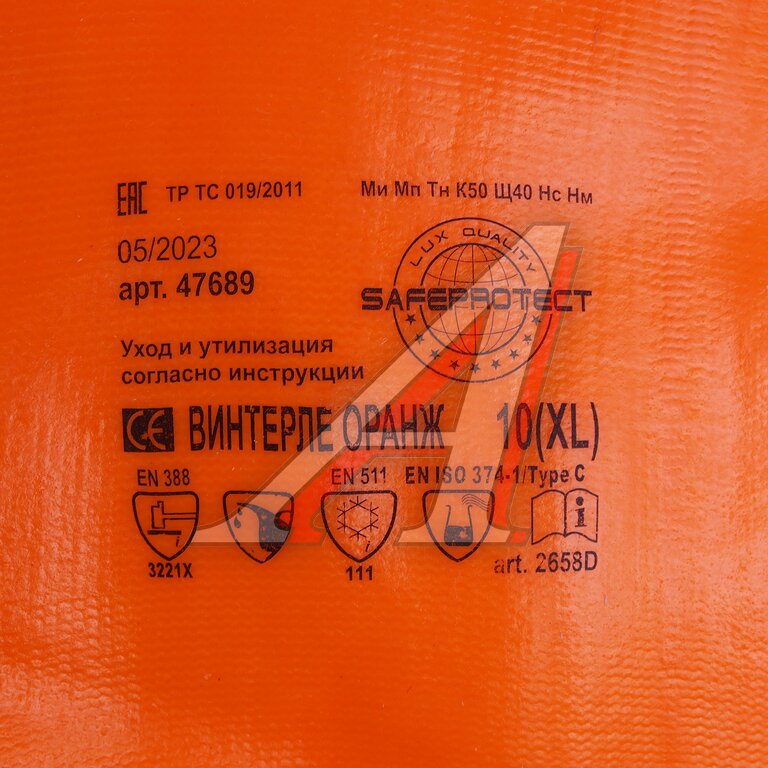 EAC ТР ТС 019/2011 Ми Мп Тн К50 Щ40 Нс Нм
05/2023
арт. 47689
LUX QUALITY
SAFEPROTECT
Уход и утилизация
согласно инструкции
CE ВИНТЕРЛЕ ОРАНЖ 10(XL)
EN 388 EN 511 EN ISO 374-1/Type C
i i i
3221X 111 art. 2658D